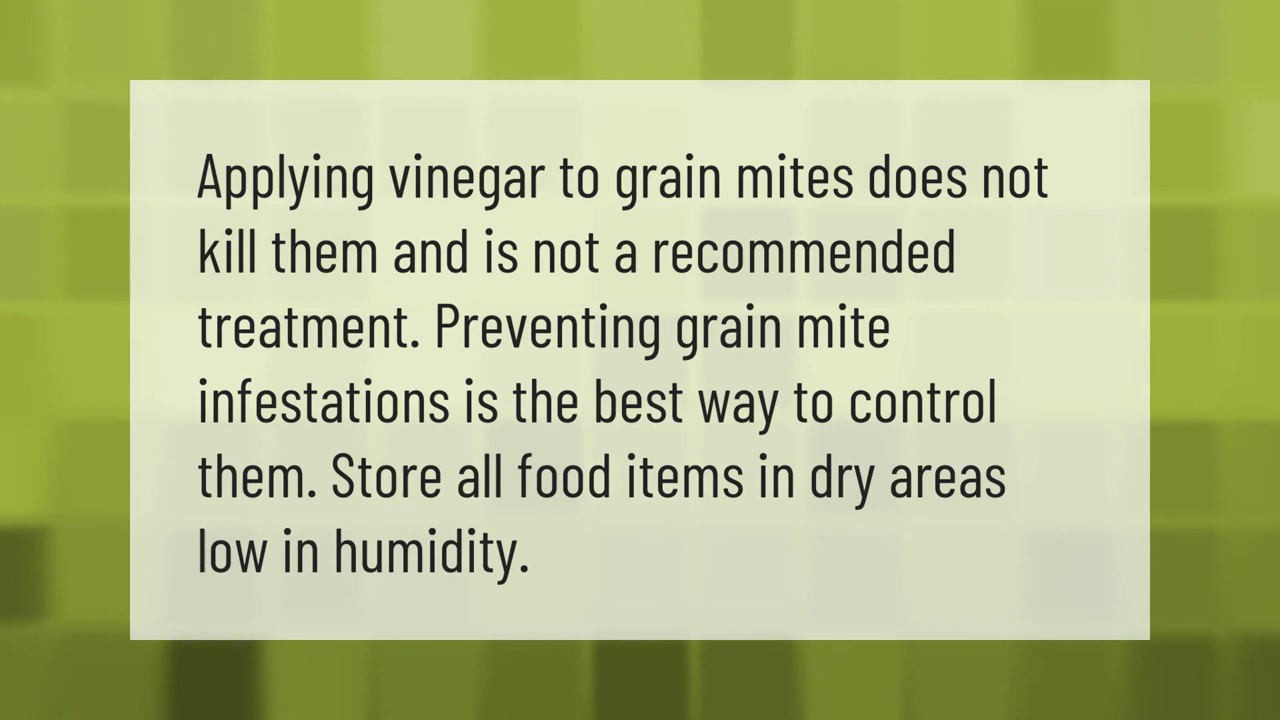 Applying vinegar to grain mites does not
kill them and is not a recommended
treatment. Preventing grain mite
infestations is the best way to control
them. Store all food items in dry areas
low in humidity.